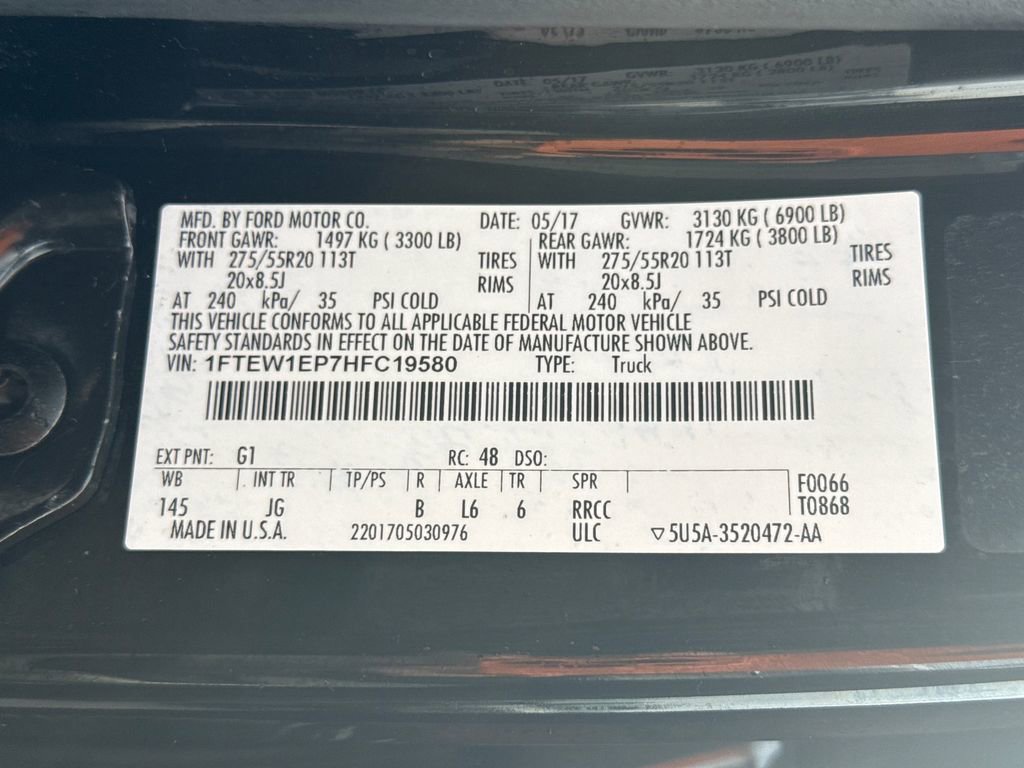 MFD. BY FORD MOTOR CO. DATE: 05/17 GVWR: 3130 KG ( 6900 LB)
FRONT GAWR: 1497 KG ( 3300 LB) REAR GAWR: 1724 KG ( 3800 LB)
WITH 275/55R20 113T TIRES WITH 275/55R20 113T TIRES
20x8.5J RIMS 20x8.5J RIMS
AT 240 kPa/ 35 PSI COLD AT 240 kPa/ 35 PSI COLD
THIS VEHICLE CONFORMS TO ALL APPLICABLE FEDERAL MOTOR VEHICLE
SAFETY STANDARDS IN EFFECT ON THE DATE OF MANUFACTURE SHOWN ABOVE.
VIN: 1FTEW1EP7HFC19580 TYPE: Truck
EXT PNT: G1 RC: 48 DSO:
WB INT TR TP/PS R AXLE TR SPR F0066
145 JG B L6 6 RRCC T0868
MADE IN U.S.A. 2201705030976 ULC ▽5U5A-3520472-AA